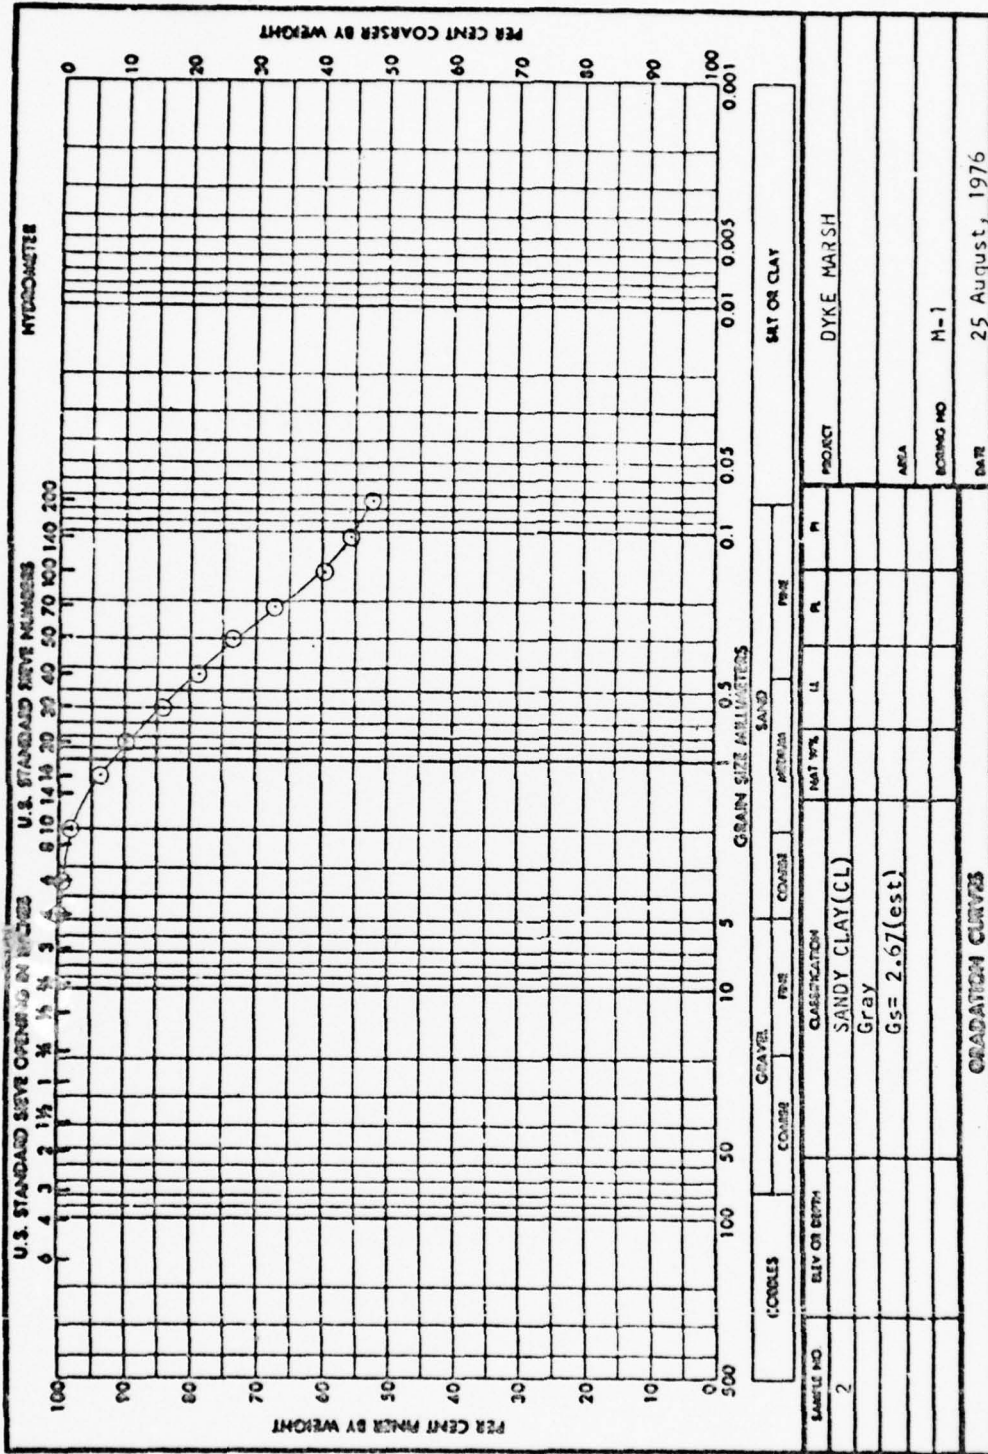 U.S. STANDARD SIEVE OPENING IN INCHES U.S. STANDARD SIEVE NUMBERS HYDROMETER
6 4 3 2 1½ 1 ¾ ½ ⅜ 3 4 6 8 10 14 16 20 30 40 50 70 100 140 200
PER CENT FINER BY WEIGHT
100
90
80
70
60
50
40
30
20
10
0
PER CENT COARSER BY WEIGHT
0
10
20
30
40
50
60
70
80
90
100
500 100 50 10 5 1 0.5 0.1 0.05 0.01 0.005 0.001
GRAIN SIZE MILLIMETERS
COBBLES GRAVEL SAND SILT OR CLAY
COARSE FINE COARSE MEDIUM FINE
SAMPLE NO. ELEV OR DEPTH CLASSIFICATION NAT W% LL PL PI
2 SANDY CLAY(CL)
Gray
Gs= 2.67(est)
PROJECT DYKE MARSH
AREA
BORING NO M-1
DATE 25 August, 1976
GRADATION CURVES